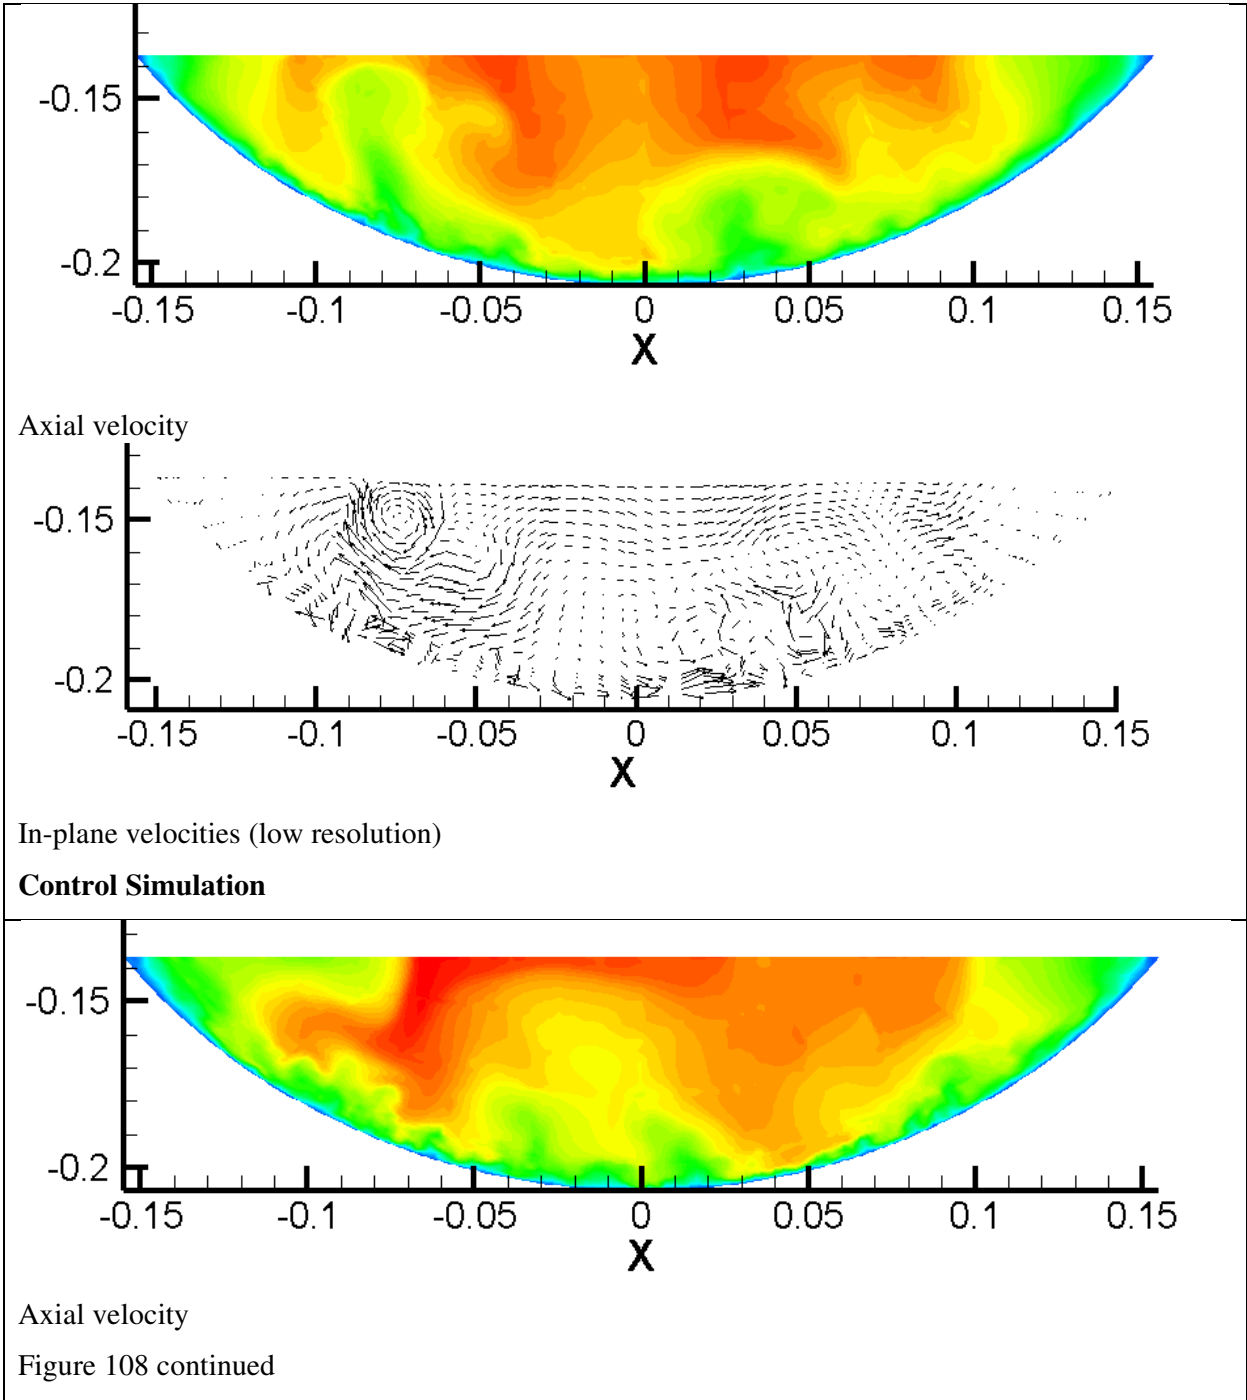 -0.15
-0.2
-0.15 -0.1 -0.05 0 0.05 0.1 0.15
X
Axial velocity
-0.15
-0.2
-0.15 -0.1 -0.05 0 0.05 0.1 0.15
X
In-plane velocities (low resolution)
Control Simulation
-0.15
-0.2
-0.15 -0.1 -0.05 0 0.05 0.1 0.15
X
Axial velocity
Figure 108 continued